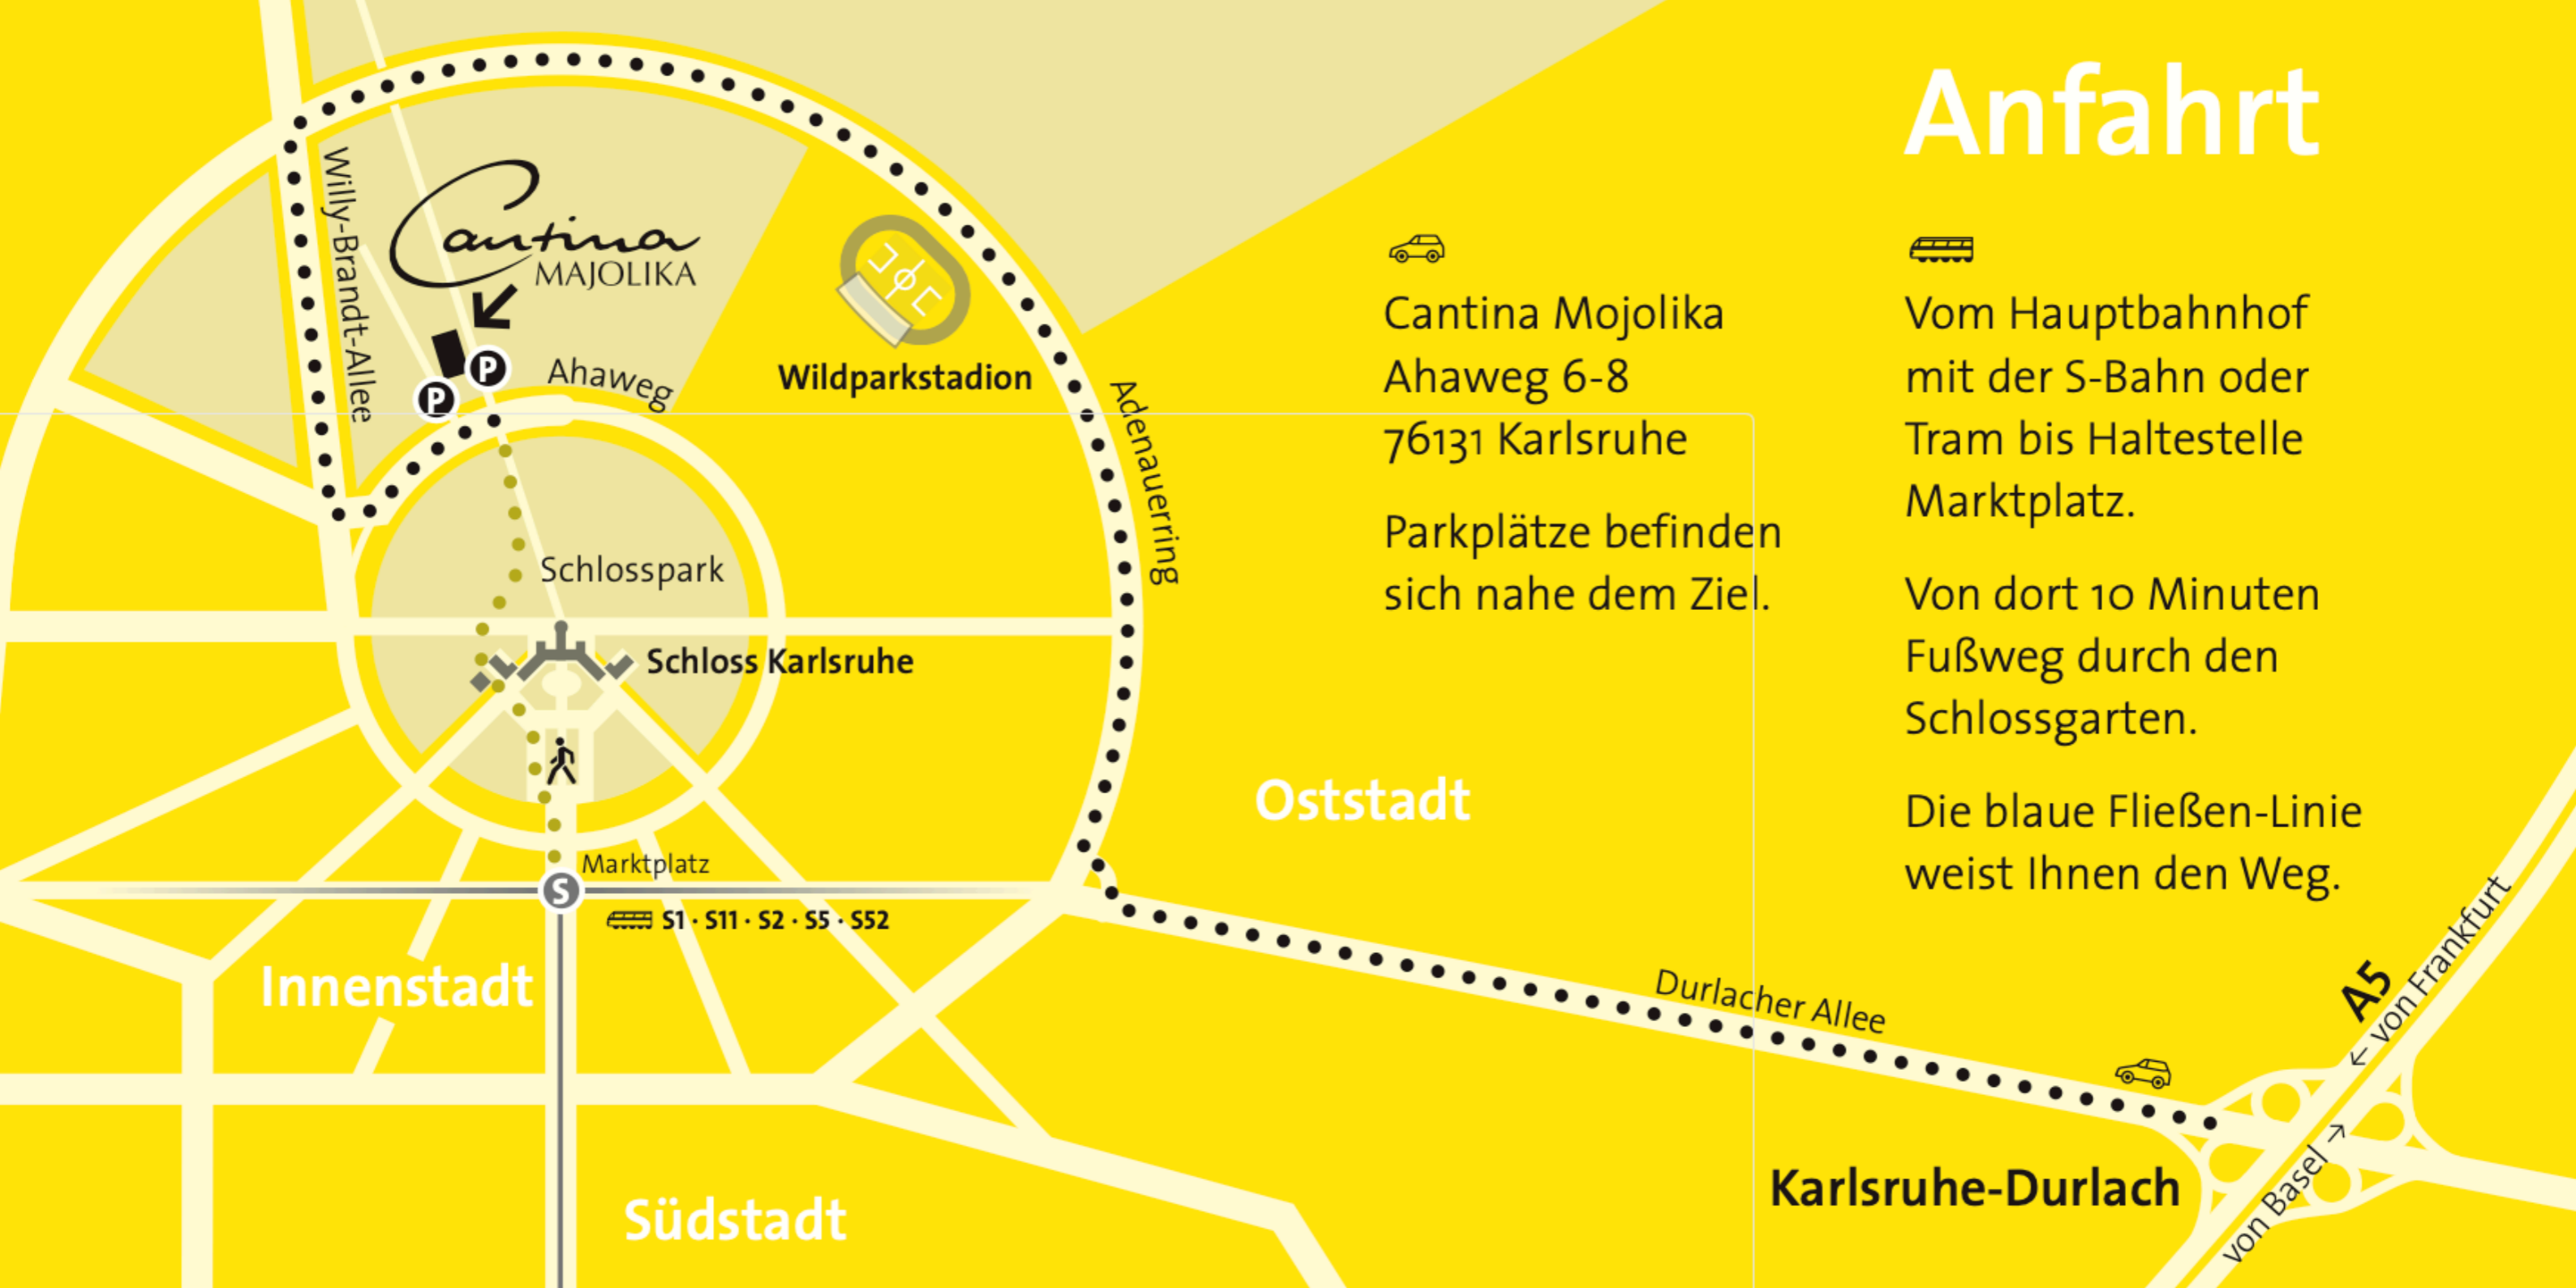 Anfahrt
Cantina Mojolika
Ahaweg 6-8
76131 Karlsruhe
Parkplätze befinden
sich nahe dem Ziel.
Vom Hauptbahnhof
mit der S-Bahn oder
Tram bis Haltestelle
Marktplatz.
Von dort 10 Minuten
Fußweg durch den
Schlossgarten.
Die blaue Fließen-Linie
weist Ihnen den Weg.
Willy-Brandt-Allee
Cantina
MAJOLIKA
P
P
Ahaweg
Wildparkstadion
Adenauerring
Schlosspark
Schloss Karlsruhe
Oststadt
Marktplatz
S
S1 · S11 · S2 · S5 · S52
Innenstadt
Südstadt
Durlacher Allee
A5
← von Frankfurt
von Basel →
Karlsruhe-Durlach